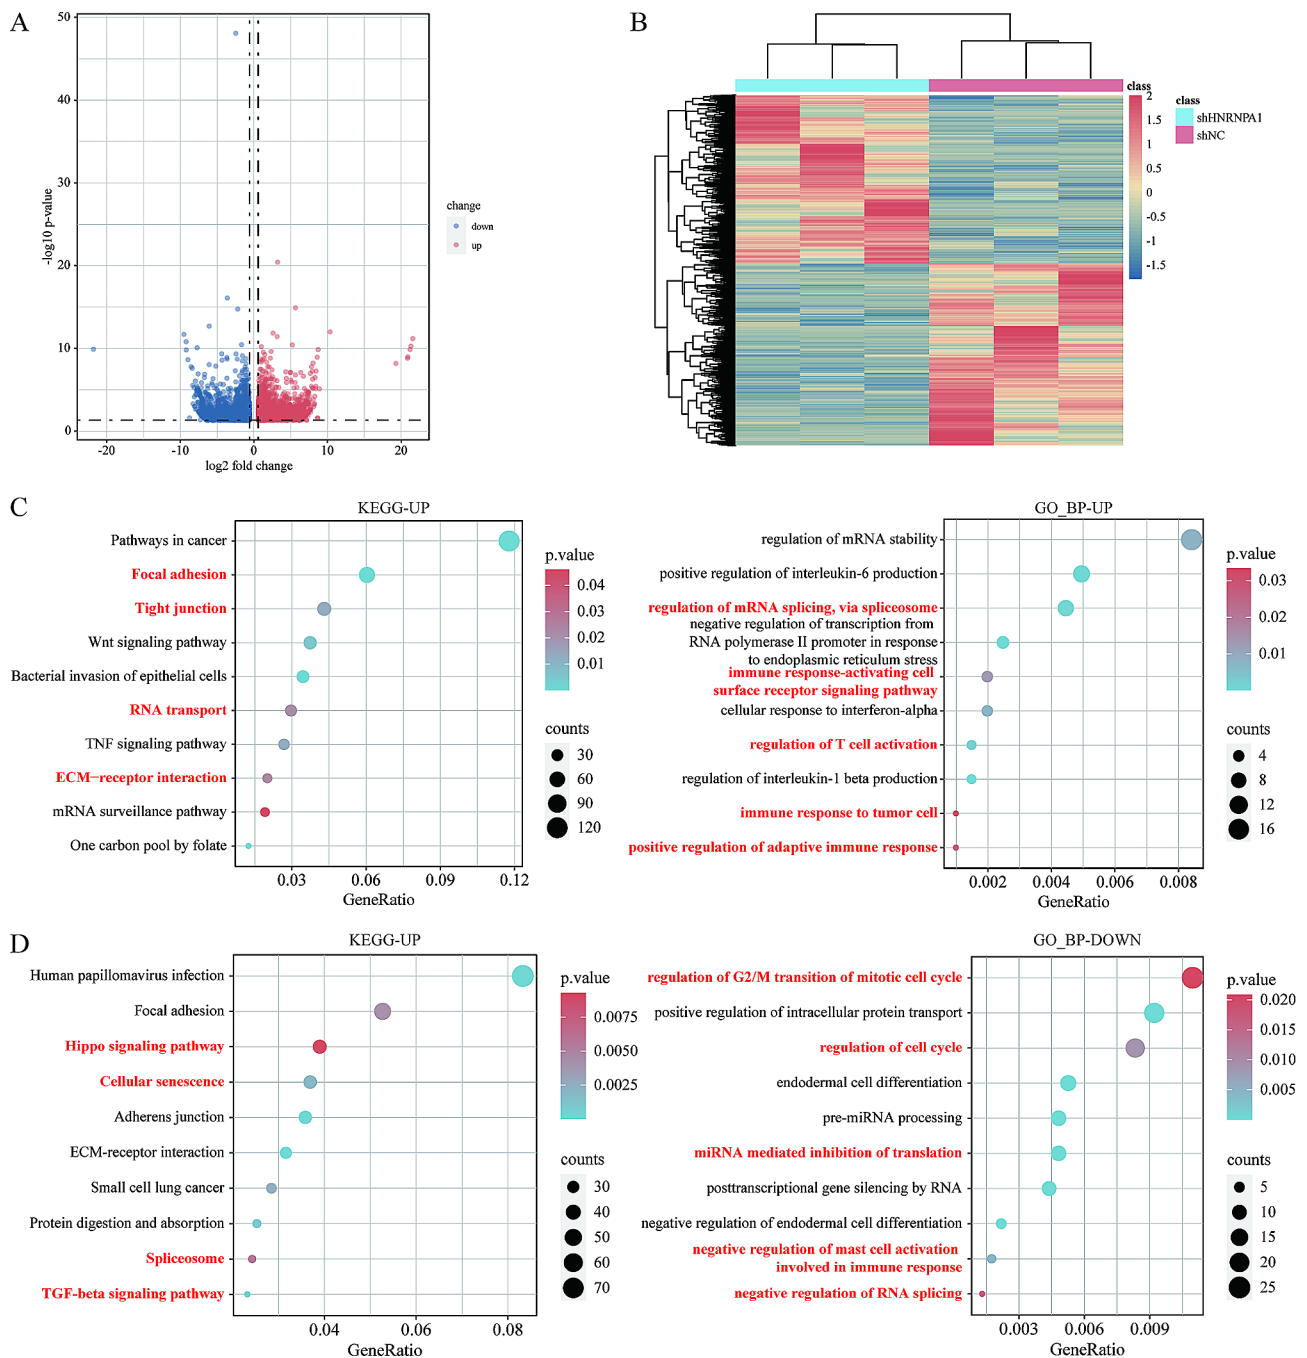 A
50
40
30
20
10
0
-log10 p-value
-20
-10
0
10
20
log2 fold change
change
down
up
B
class
2
1.5
1
0.5
0
-0.5
-1
-1.5
class
shHNRNPA1
shNC
C
KEGG-UP
Pathways in cancer
Focal adhesion
Tight junction
Wnt signaling pathway
Bacterial invasion of epithelial cells
RNA transport
TNF signaling pathway
ECM−receptor interaction
mRNA surveillance pathway
One carbon pool by folate
0.03
0.06
0.09
0.12
GeneRatio
p.value
0.04
0.03
0.02
0.01
counts
30
60
90
120
GO_BP-UP
regulation of mRNA stability
positive regulation of interleukin-6 production
regulation of mRNA splicing, via spliceosome
negative regulation of transcription from
RNA polymerase II promoter in response
to endoplasmic reticulum stress
immune response-activating cell
surface receptor signaling pathway
cellular response to interferon-alpha
regulation of T cell activation
regulation of interleukin-1 beta production
immune response to tumor cell
positive regulation of adaptive immune response
0.002
0.004
0.006
0.008
GeneRatio
p.value
0.03
0.02
0.01
counts
4
8
12
16
D
KEGG-UP
Human papillomavirus infection
Focal adhesion
Hippo signaling pathway
Cellular senescence
Adherens junction
ECM-receptor interaction
Small cell lung cancer
Protein digestion and absorption
Spliceosome
TGF-beta signaling pathway
0.04
0.06
0.08
GeneRatio
p.value
0.0075
0.0050
0.0025
counts
30
40
50
60
70
GO_BP-DOWN
regulation of G2/M transition of mitotic cell cycle
positive regulation of intracellular protein transport
regulation of cell cycle
endodermal cell differentiation
pre-miRNA processing
miRNA mediated inhibition of translation
posttranscriptional gene silencing by RNA
negative regulation of endodermal cell differentiation
negative regulation of mast cell activation
involved in immune response
negative regulation of RNA splicing
0.003
0.006
0.009
GeneRatio
p.value
0.020
0.015
0.010
0.005
counts
5
10
15
20
25